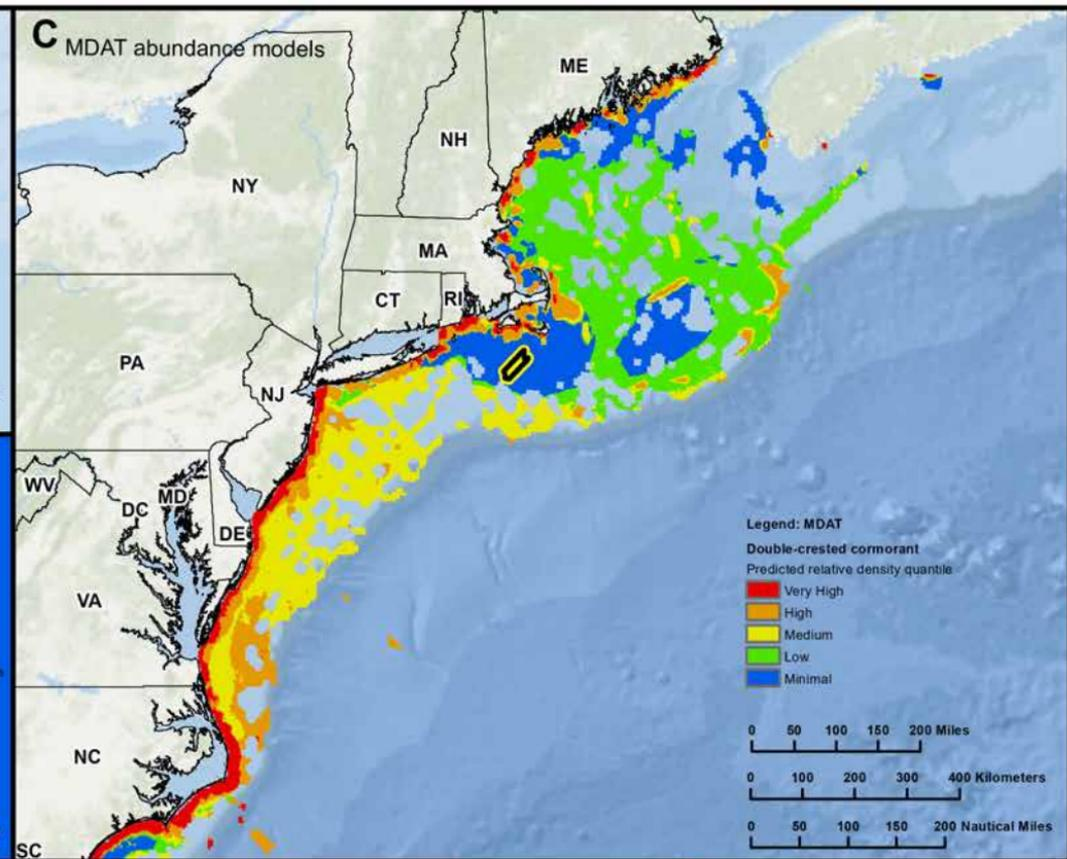 C MDAT abundance models
ME
NH
NY
MA
CT
RI
PA
NJ
WV
MD
DC
DE
VA
NC
SC
Legend: MDAT
Double-crested cormorant
Predicted relative density quantile
Very High
High
Medium
Low
Minimal
0 50 100 150 200 Miles
0 100 200 300 400 Kilometers
0 50 100 150 200 Nautical Miles